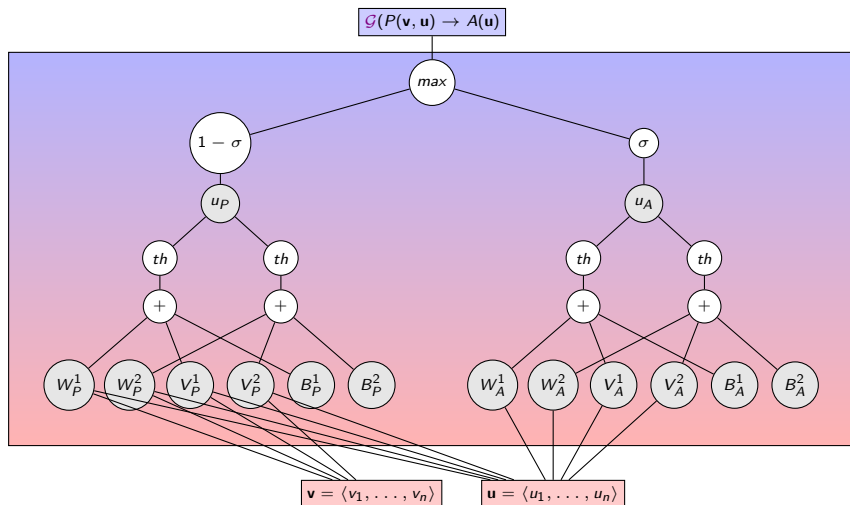 𝒢(P(v, u) → A(u)
max
1 − σ
σ
u_P
u_A
th
th
th
th
+
+
+
+
W_P^1
W_P^2
V_P^1
V_P^2
B_P^1
B_P^2
W_A^1
W_A^2
V_A^1
V_A^2
B_A^1
B_A^2
v = ⟨v_1, . . . , v_n⟩
u = ⟨u_1, . . . , u_n⟩